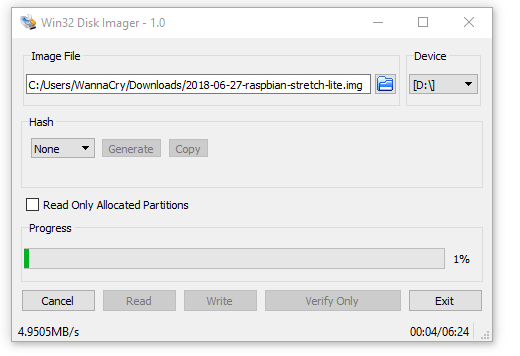 Win32 Disk Imager - 1.0
Image File
Device
C:/Users/WannaCry/Downloads/2018-06-27-raspbian-stretch-lite.img
[D:\]
Hash
None
Generate
Copy
Read Only Allocated Partitions
Progress
1%
Cancel
Read
Write
Verify Only
Exit
4.9505MB/s
00:04/06:24